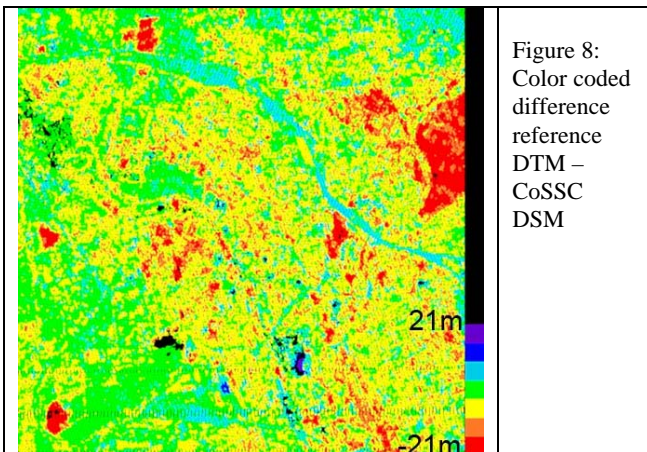 21m
-21m
Figure 8:
Color coded
difference
reference
DTM –
CoSSC
DSM